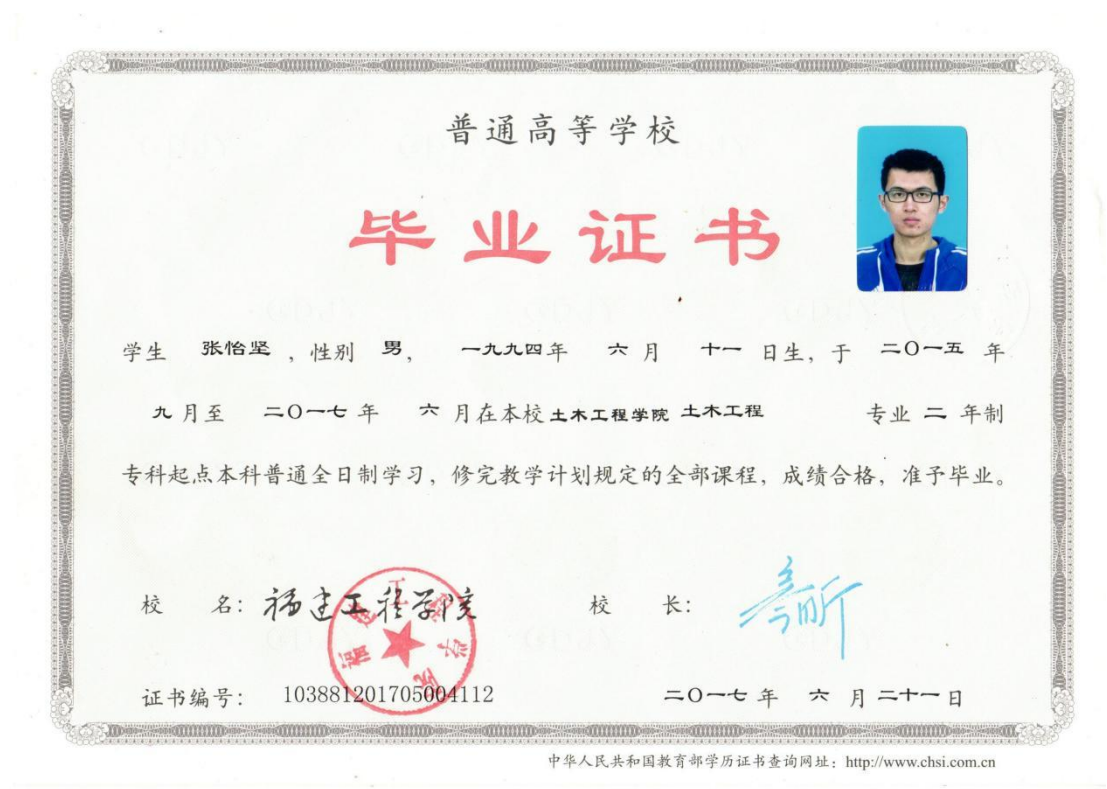 普通高等学校
毕业证书
学生 张怡坚 ，性别 男， 一九九四年 六月 十一 日生，于 二〇一五 年
九月至 二〇一七年 六月在本校土木工程学院 土木工程 专业 二 年制
专科起点本科普通全日制学习，修完教学计划规定的全部课程，成绩合格，准予毕业。
校 名：福建工程学院 校 长：
福建工程学院
证书编号： 103881201705004112 二〇一七年 六月二十一日
中华人民共和国教育部学历证书查询网址：http://www.chsi.com.cn